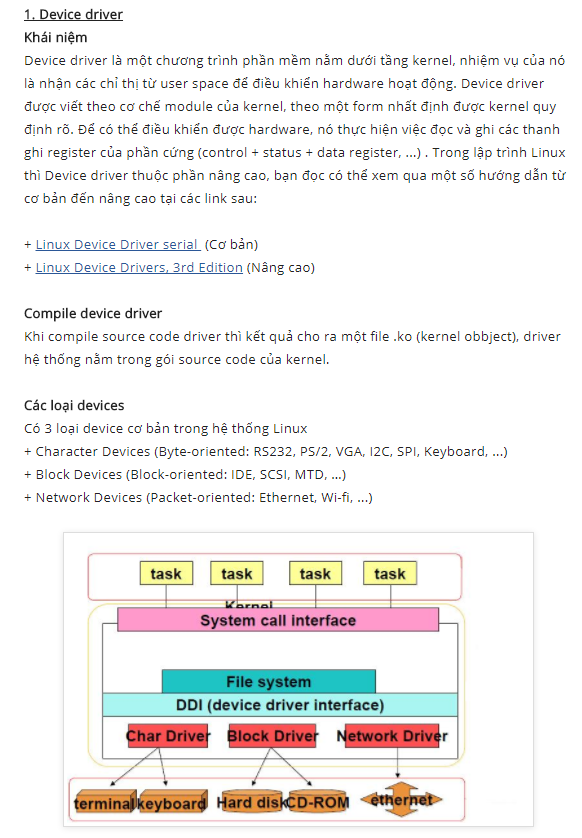 1. Device driver
Khái niệm
Device driver là một chương trình phần mềm nằm dưới tầng kernel, nhiệm vụ của nó
là nhận các chỉ thị từ user space để điều khiển hardware hoạt động. Device driver
được viết theo cơ chế module của kernel, theo một form nhất định được kernel quy
định rõ. Để có thể điều khiển được hardware, nó thực hiện việc đọc và ghi các thanh
ghi register của phần cứng (control + status + data register, ...) . Trong lập trình Linux
thì Device driver thuộc phần nâng cao, bạn đọc có thể xem qua một số hướng dẫn từ
cơ bản đến nâng cao tại các link sau:
+ Linux Device Driver serial (Cơ bản)
+ Linux Device Drivers, 3rd Edition (Nâng cao)
Compile device driver
Khi compile source code driver thì kết quả cho ra một file .ko (kernel obbject), driver
hệ thống nằm trong gói source code của kernel.
Các loại devices
Có 3 loại device cơ bản trong hệ thống Linux
+ Character Devices (Byte-oriented: RS232, PS/2, VGA, I2C, SPI, Keyboard, ...)
+ Block Devices (Block-oriented: IDE, SCSI, MTD, ...)
+ Network Devices (Packet-oriented: Ethernet, Wi-fi, ...)
task task task task
Kernel
System call interface
File system
DDI (device driver interface)
Char Driver Block Driver Network Driver
terminal keyboard Hard disk CD-ROM ethernet